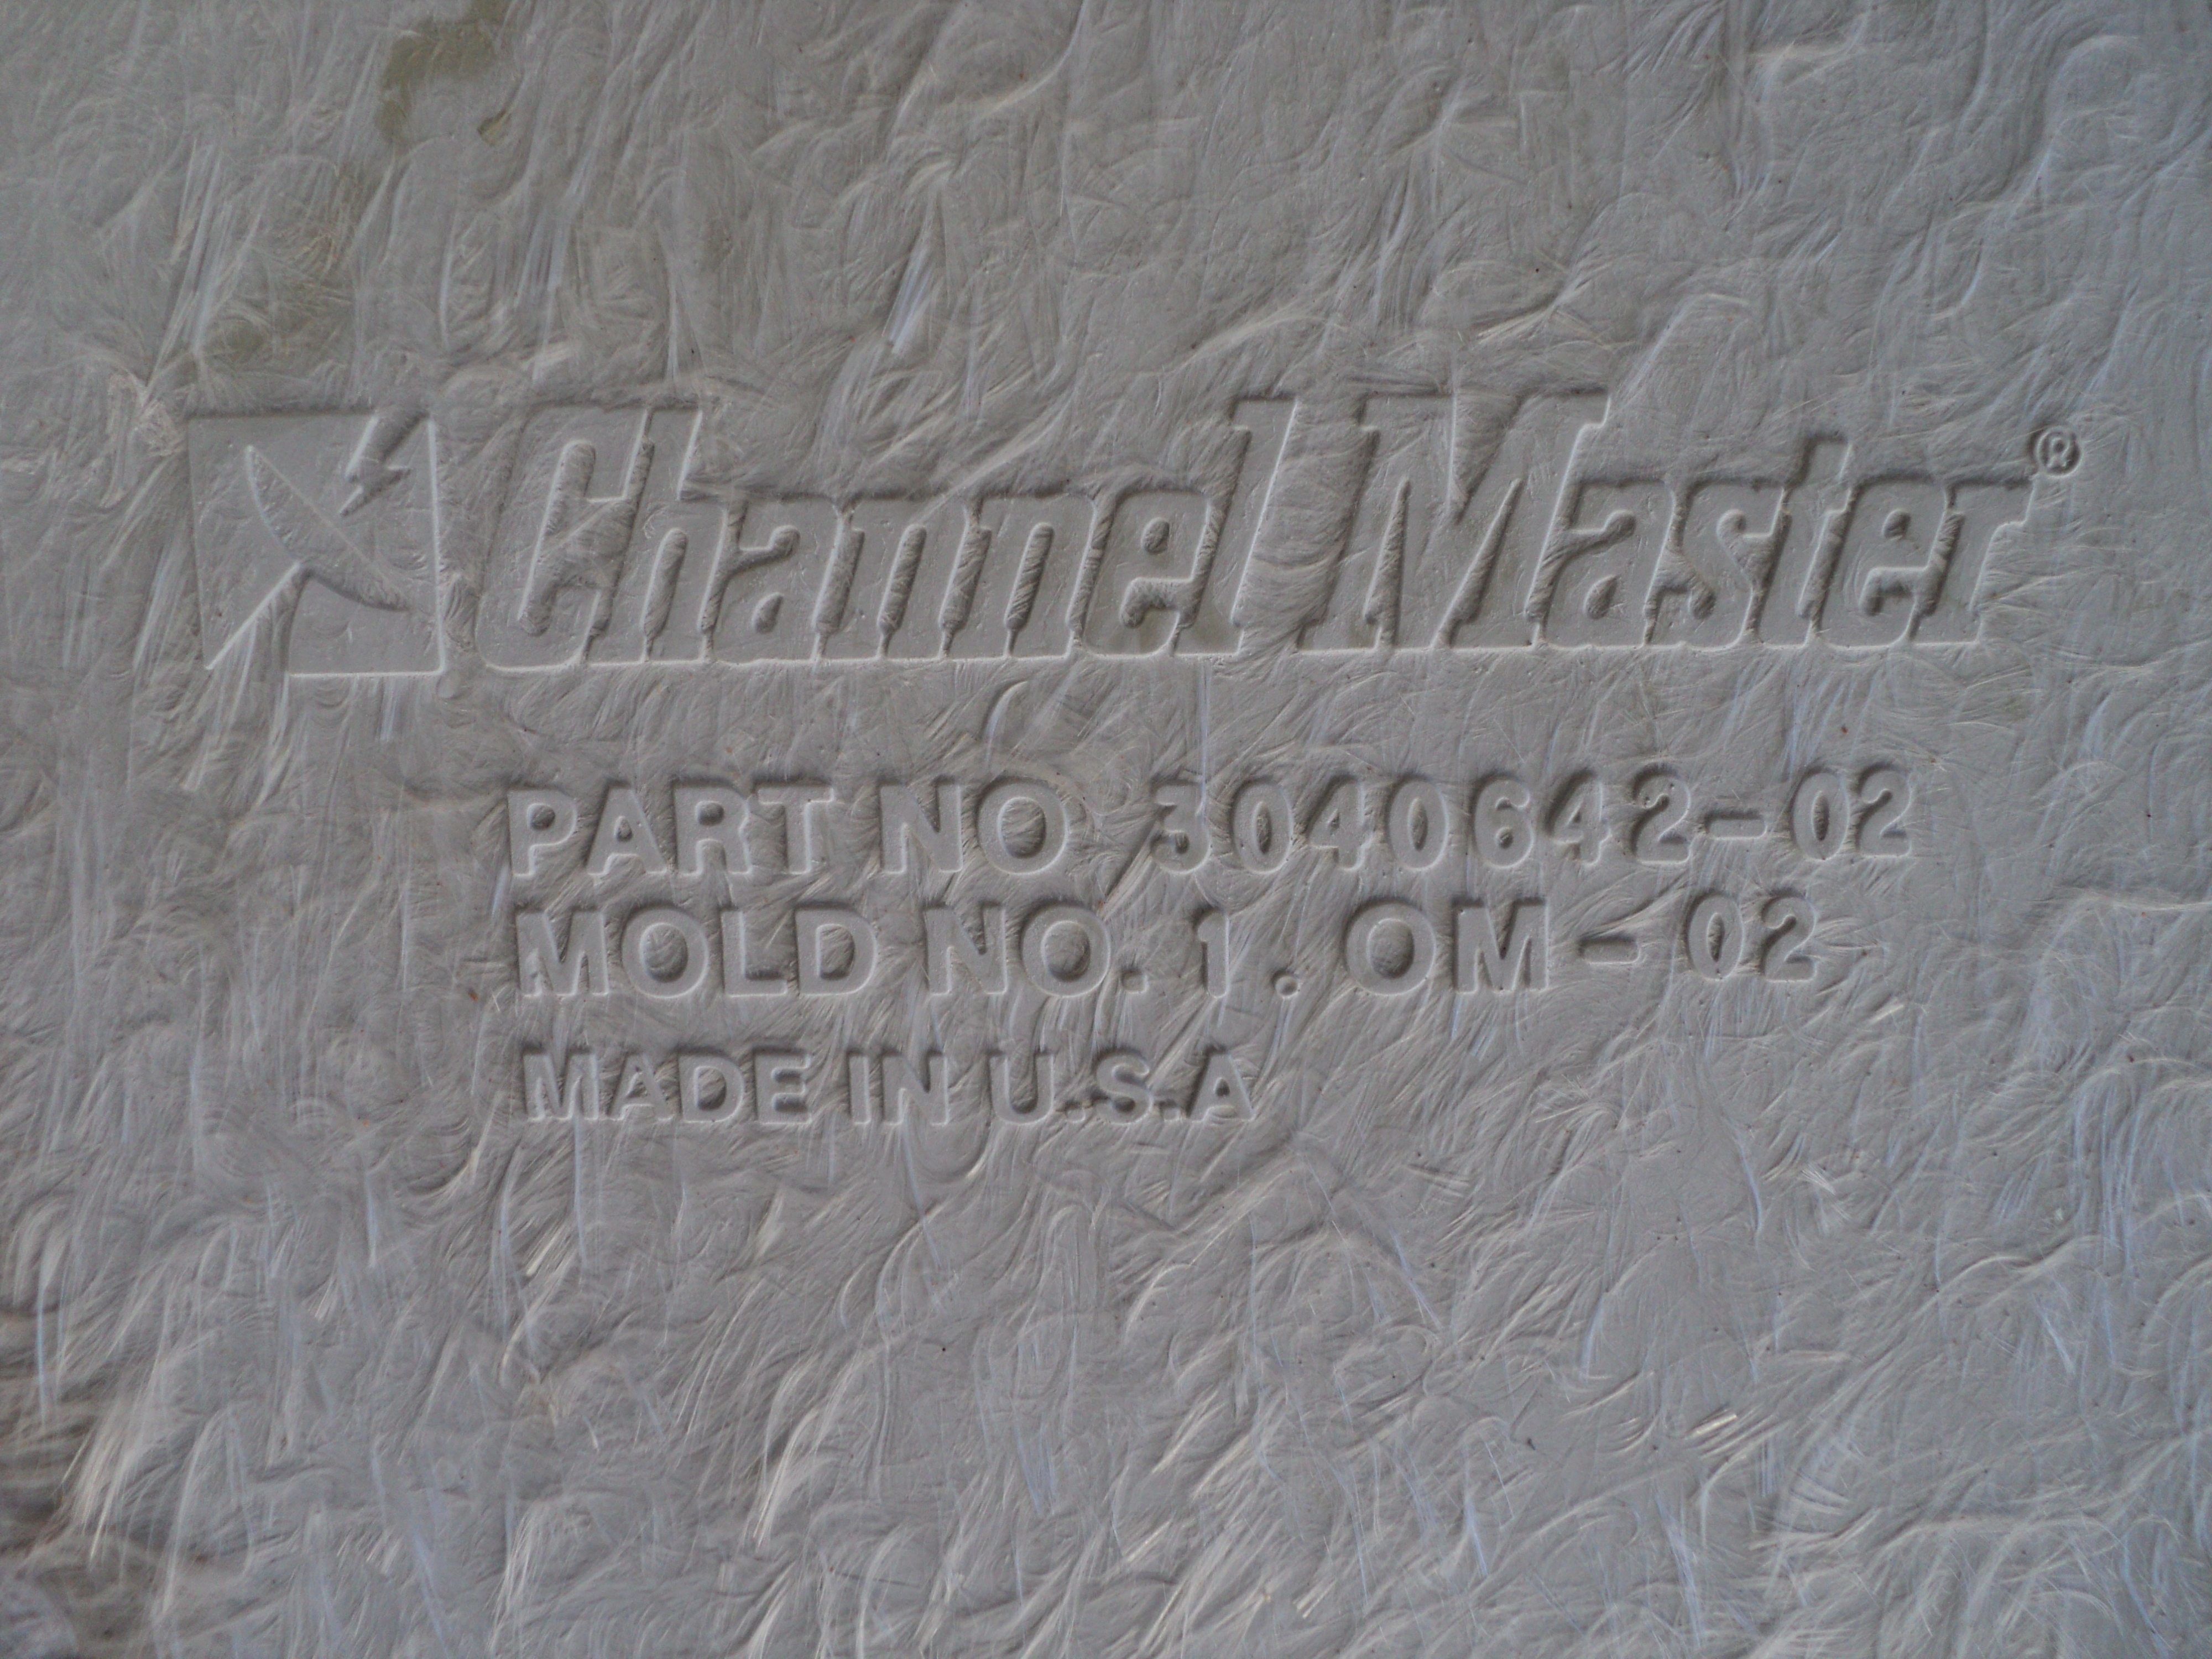 Channel Master®
PART NO 3040642-02
MOLD NO. 1. OM - 02
MADE IN U.S.A